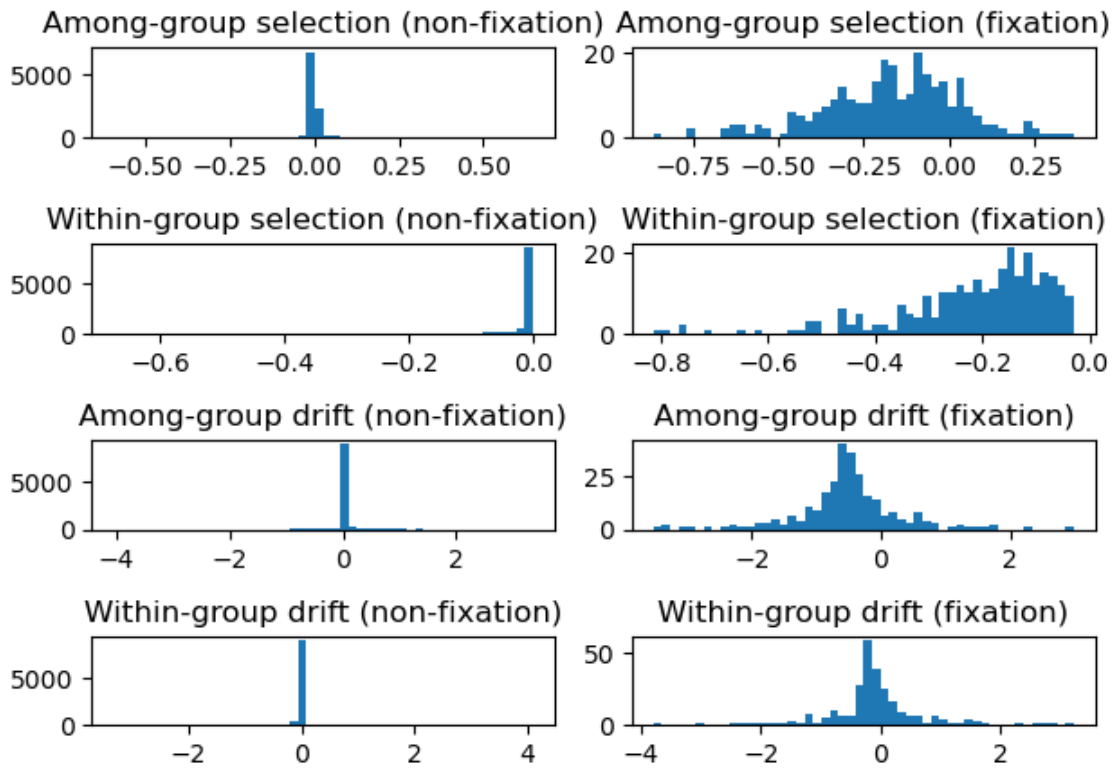 Among-group selection (non-fixation)
5000
0
−0.50 −0.25 0.00 0.25 0.50
Among-group selection (fixation)
20
0
−0.75 −0.50 −0.25 0.00 0.25
Within-group selection (non-fixation)
5000
0
−0.6 −0.4 −0.2 0.0
Within-group selection (fixation)
20
0
−0.8 −0.6 −0.4 −0.2 0.0
Among-group drift (non-fixation)
5000
0
−4 −2 0 2
Among-group drift (fixation)
25
0
−2 0 2
Within-group drift (non-fixation)
5000
0
−2 0 2 4
Within-group drift (fixation)
50
0
−4 −2 0 2